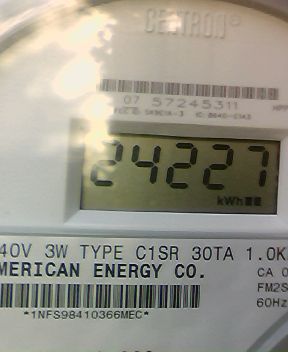 CENTRON®
07 57245311
24227
kWh
40V 3W TYPE C1SR 30TA 1.0K
MERICAN ENERGY CO.
CA 0
FM2S
60Hz
*1NFS98410366MEC*